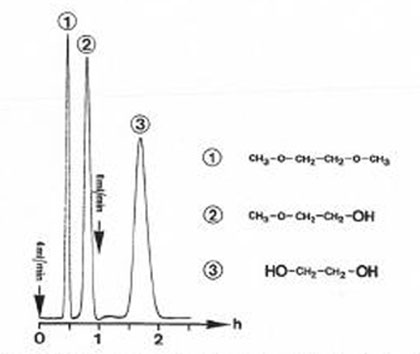 ①
②
③
① CH₃-O-CH₂-CH₂-O-CH₃
② CH₃-O-CH₂-CH₂-OH
③ HO-CH₂-CH₂-OH
8ml/min
4ml/min
0 1 2 h